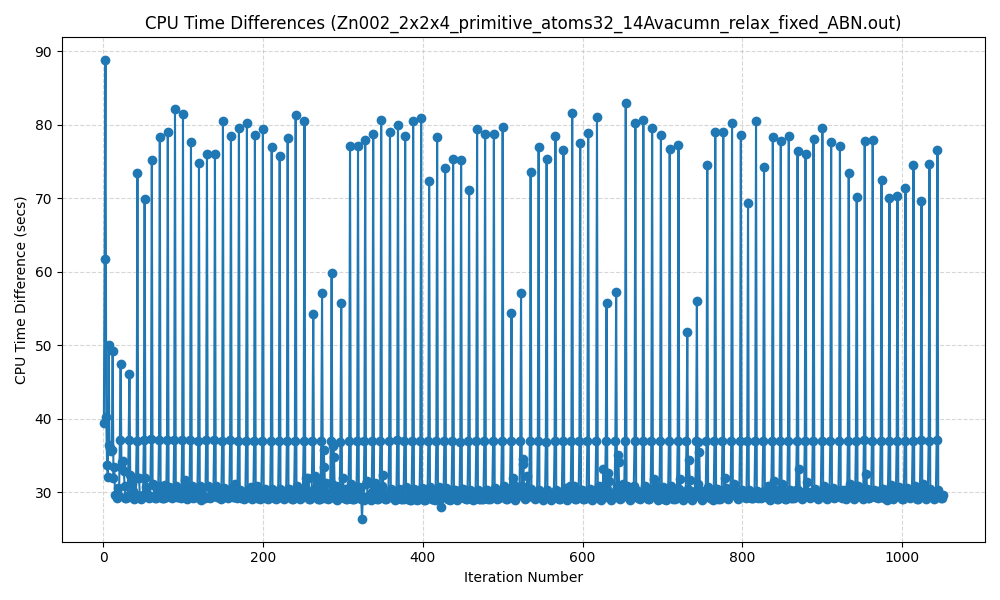 CPU Time Differences (Zn002_2x2x4_primitive_atoms32_14Avacumn_relax_fixed_ABN.out)
CPU Time Difference (secs)
90
80
70
60
50
40
30
0 200 400 600 800 1000
Iteration Number